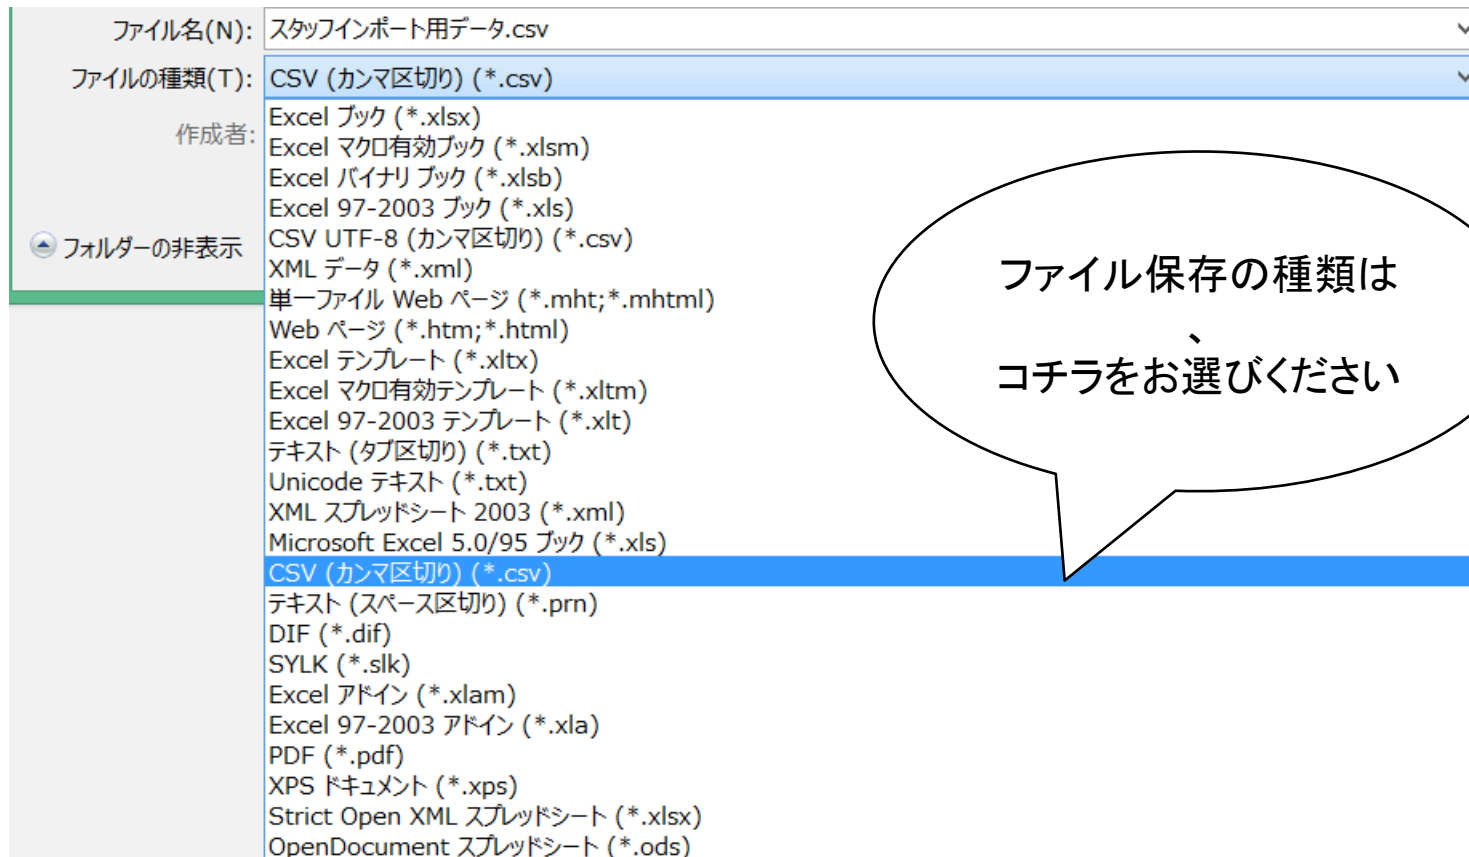 ファイル名(N): スタッフインポート用データ.csv
ファイルの種類(T): CSV (カンマ区切り) (*.csv)
作成者:
フォルダーの非表示
Excel ブック (*.xlsx)
Excel マクロ有効ブック (*.xlsm)
Excel バイナリ ブック (*.xlsb)
Excel 97-2003 ブック (*.xls)
CSV UTF-8 (カンマ区切り) (*.csv)
XML データ (*.xml)
単一ファイル Web ページ (*.mht;*.mhtml)
Web ページ (*.htm;*.html)
Excel テンプレート (*.xltx)
Excel マクロ有効テンプレート (*.xltm)
Excel 97-2003 テンプレート (*.xlt)
テキスト (タブ区切り) (*.txt)
Unicode テキスト (*.txt)
XML スプレッドシート 2003 (*.xml)
Microsoft Excel 5.0/95 ブック (*.xls)
CSV (カンマ区切り) (*.csv)
テキスト (スペース区切り) (*.prn)
DIF (*.dif)
SYLK (*.slk)
Excel アドイン (*.xlam)
Excel 97-2003 アドイン (*.xla)
PDF (*.pdf)
XPS ドキュメント (*.xps)
Strict Open XML スプレッドシート (*.xlsx)
OpenDocument スプレッドシート (*.ods)
ファイル保存の種類は
、
コチラをお選びください